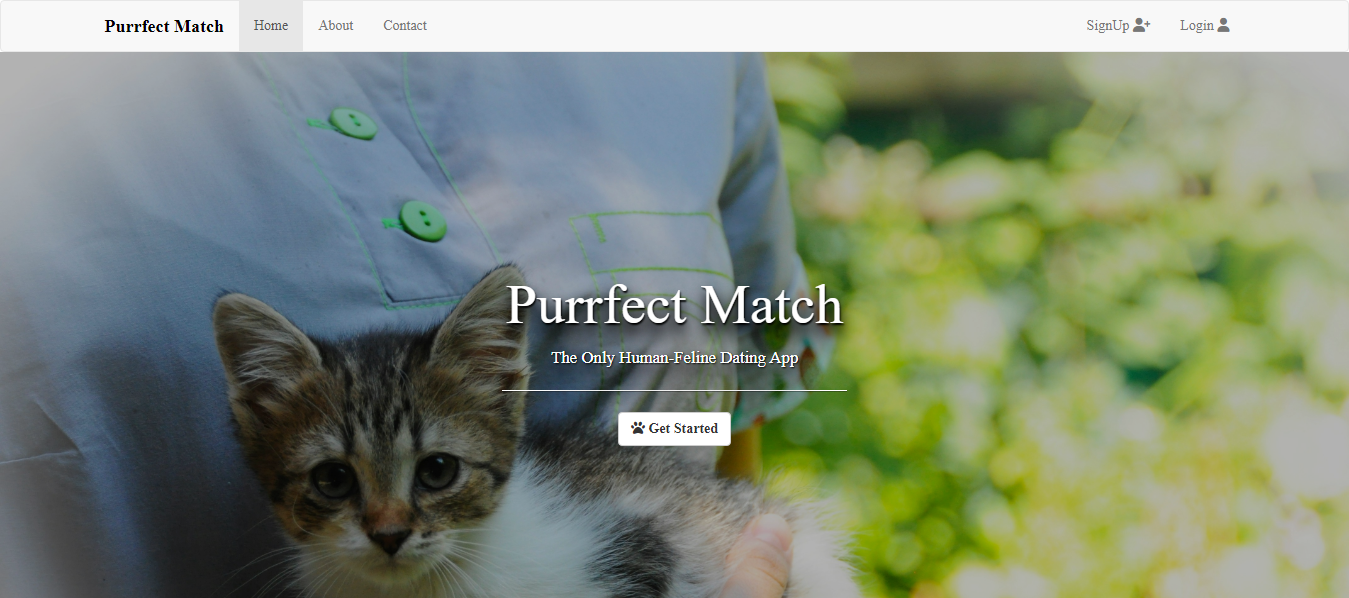 Purrfect Match Home About Contact SignUp Login
Purrfect Match
The Only Human-Feline Dating App
Get Started